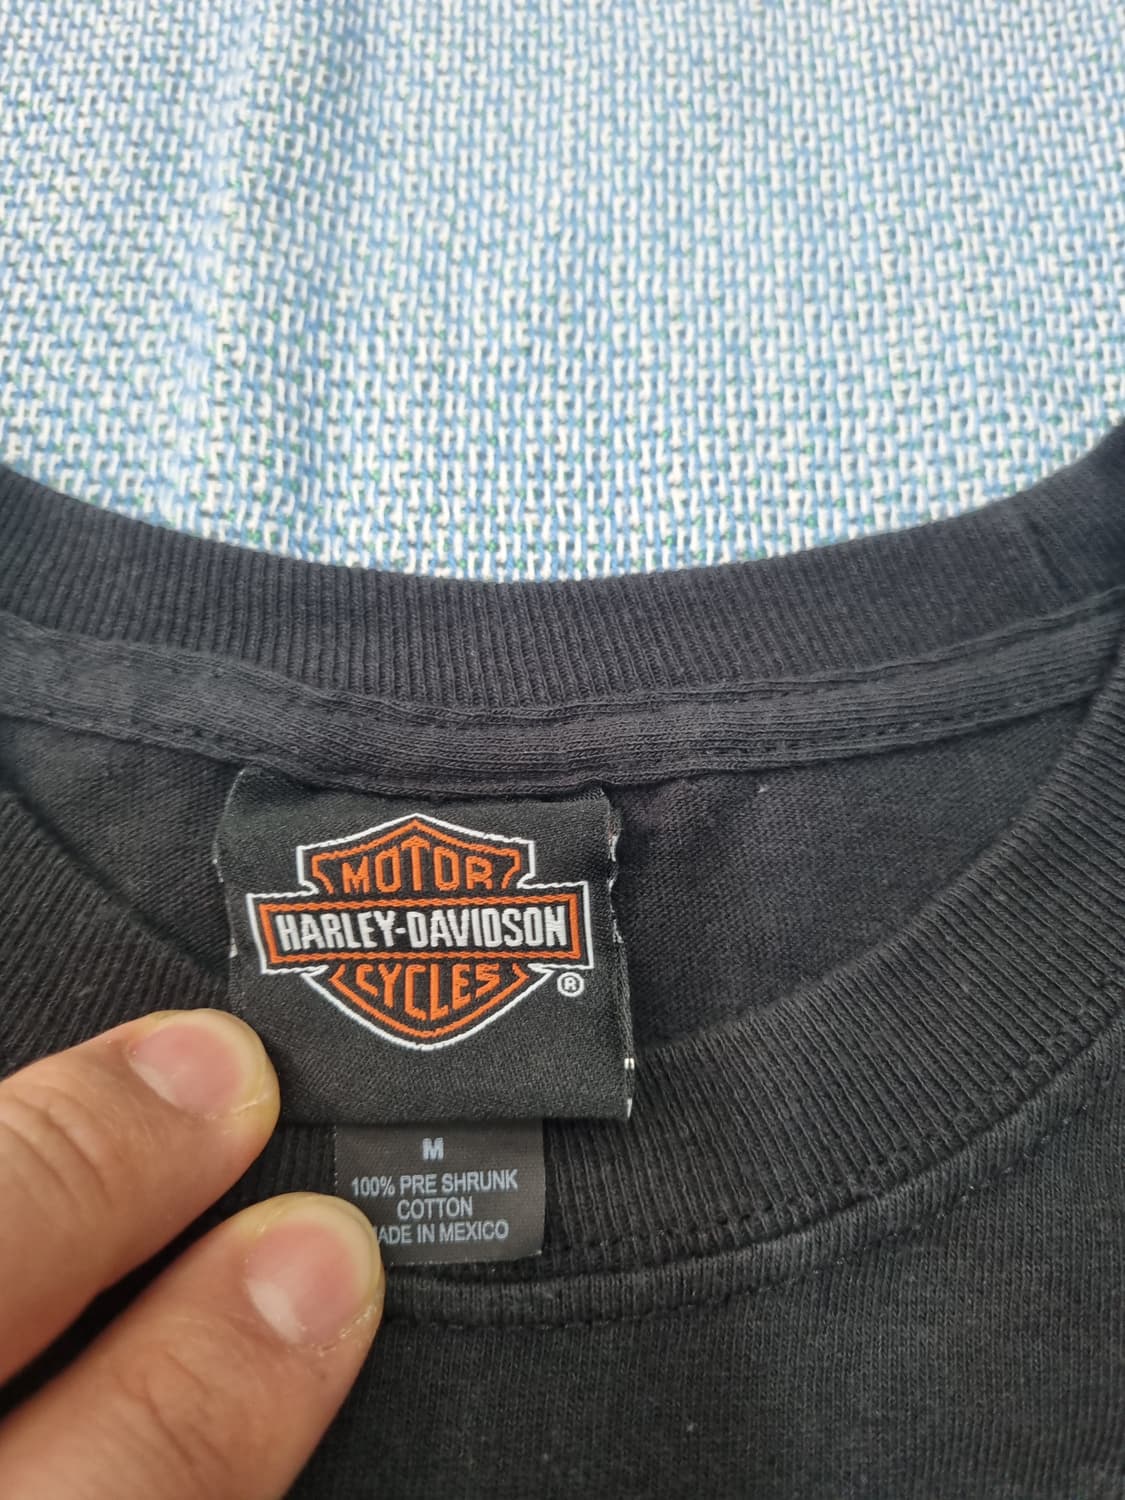 MOTOR
HARLEY-DAVIDSON
CYCLES
®
M
100% PRE SHRUNK
COTTON
ADE IN MEXICO